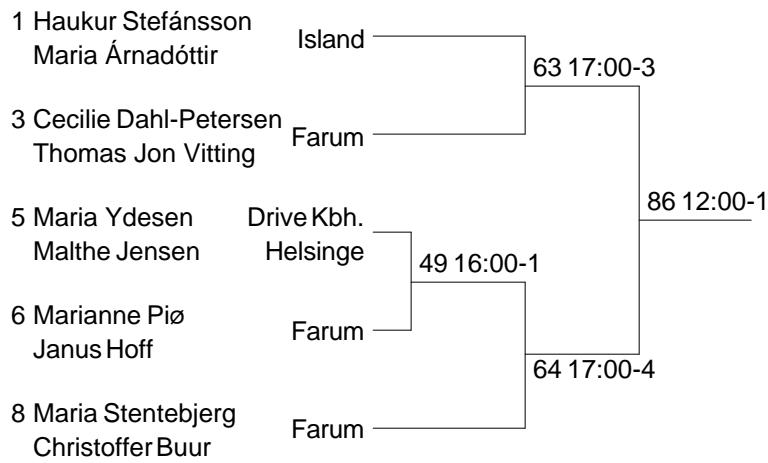 1 Haukur Stefánsson
Maria Árnadóttir
Island
63 17:00-3
3 Cecilie Dahl-Petersen
Thomas Jon Vitting
Farum
86 12:00-1
5 Maria Ydesen Drive Kbh.
Malthe Jensen Helsinge
49 16:00-1
6 Marianne Piø
Janus Hoff
Farum
64 17:00-4
8 Maria Stentebjerg
Christoffer Buur
Farum